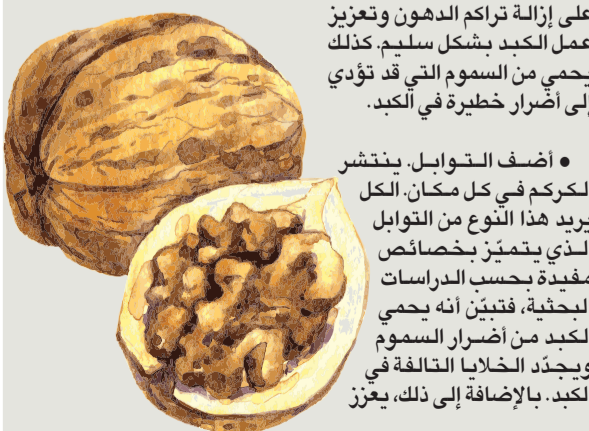 على إزالة تراكم الدهون وتعزيز
عمل الكبد بشكل سليم. كذلك
يحمي من السموم التي قد تؤدي
إلى أضرار خطيرة في الكبد.
• أضف التوابل. ينتشر
الكركم في كل مكان. الكل
يريد هذا النوع من التوابل
الذي يتميّز بخصائص
مفيدة بحسب الدراسات
البحثية، فتبيّن أنه يحمي
الكبد من أضرار السموم
ويجدّد الخلايا التالفة في
الكبد. بالإضافة إلى ذلك، يعزز